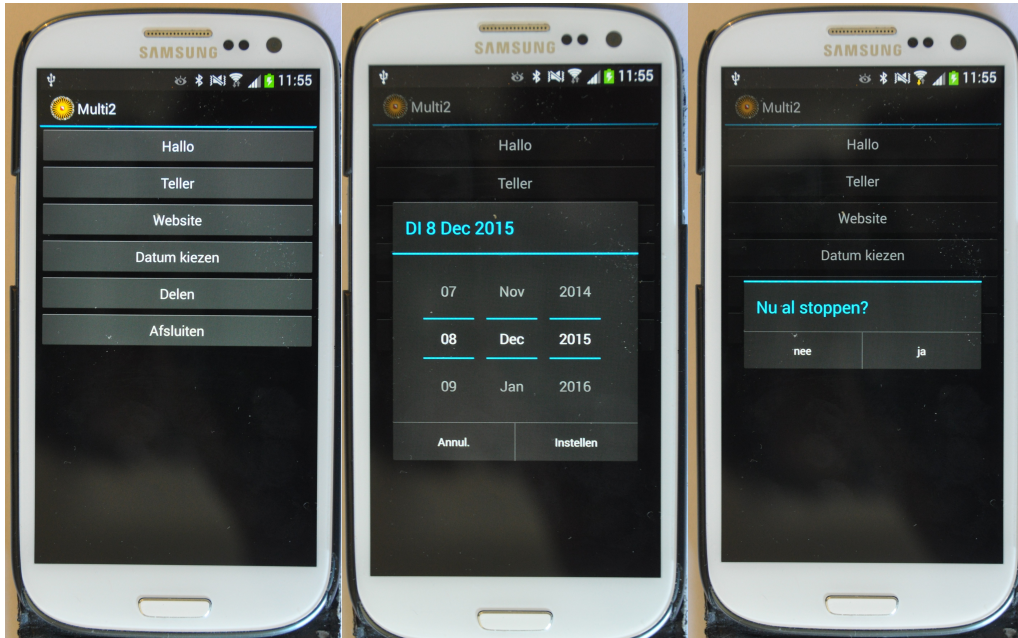 SAMSUNG
11:55
Multi2
Hallo
Teller
Website
Datum kiezen
Delen
Afsluiten
SAMSUNG
11:55
Multi2
Hallo
Teller
DI 8 Dec 2015
07 Nov 2014
08 Dec 2015
09 Jan 2016
Annul. Instellen
SAMSUNG
11:55
Multi2
Hallo
Teller
Website
Datum kiezen
Nu al stoppen?
nee ja